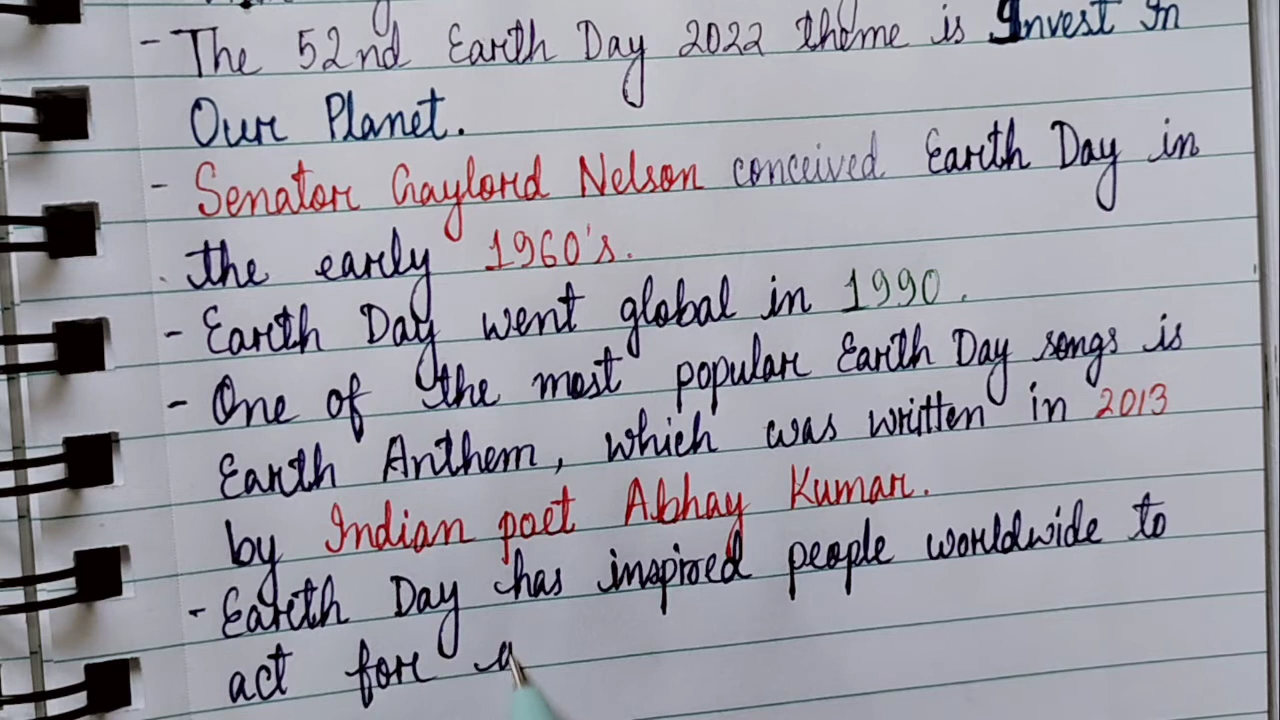 - The 52nd Earth Day 2022 theme is Invest In
Our Planet.
- Senator Gaylord Nelson conceived Earth Day in
the early 1960's.
- Earth Day went global in 1990.
- One of the most popular Earth Day songs is
Earth Anthem, which was written in 2013
by Indian poet Abhay Kumar.
- Earth Day has inspired people worldwide to
act for